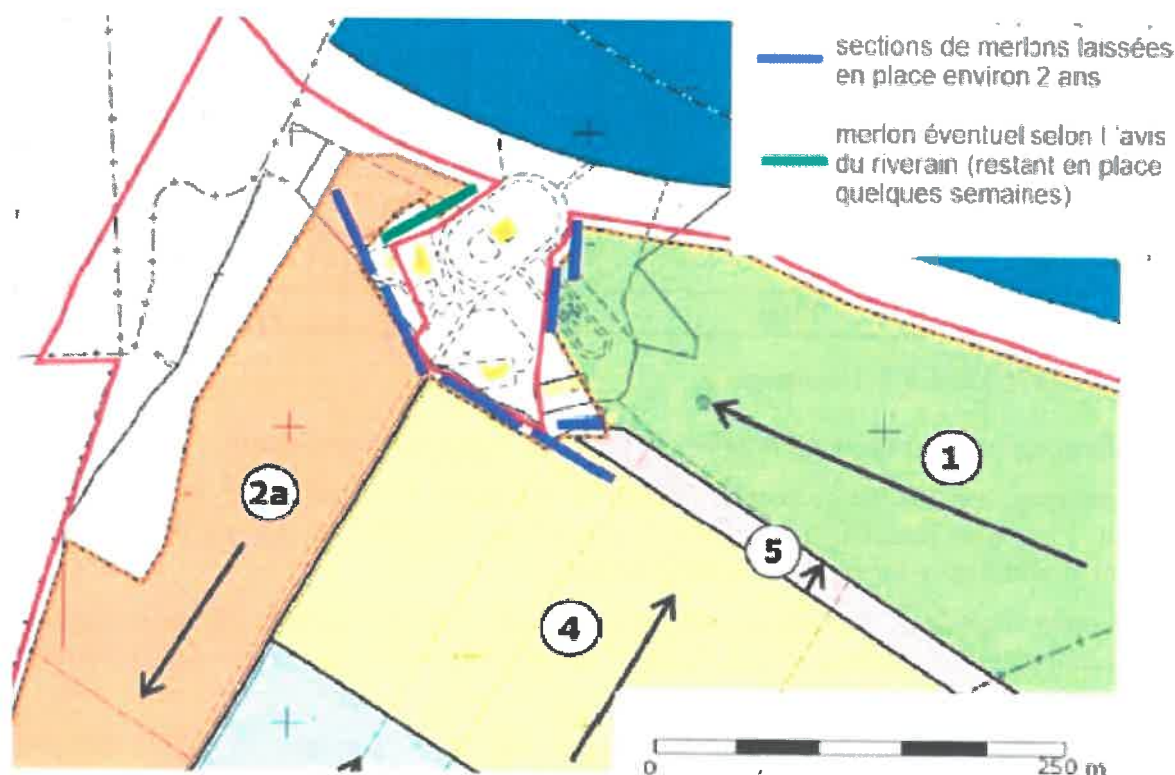 sections de merlons laissées
en place environ 2 ans
merlon éventuel selon l'avis
du riverain (restant en place
quelques semaines)
1
2a
5
4
0
250 m